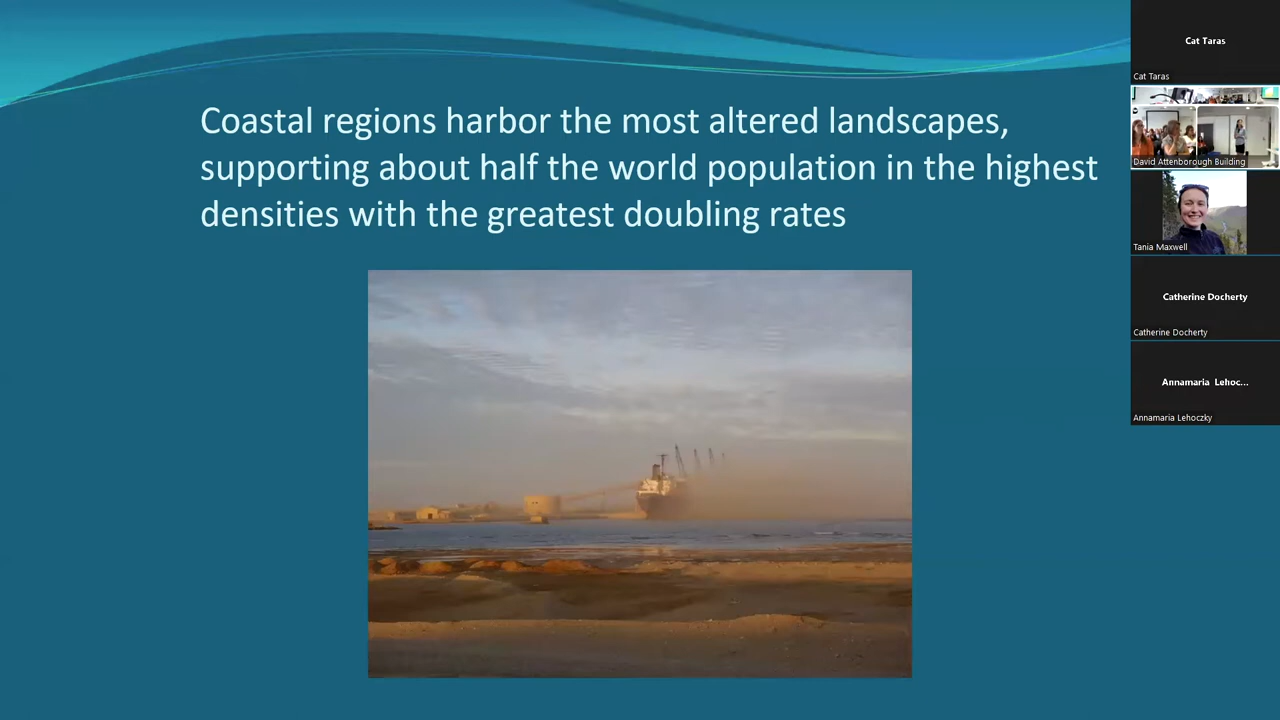 Coastal regions harbor the most altered landscapes,
supporting about half the world population in the highest
densities with the greatest doubling rates
Cat Taras
Cat Taras
David Attenborough Building
Tania Maxwell
Catherine Docherty
Catherine Docherty
Annamaria Lehoc...
Annamaria Lehoczky